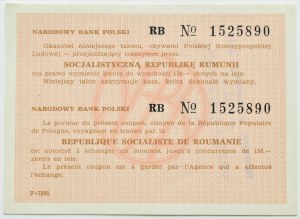 NARODOWY BANK POLSKI RB № 1525890
Okaziciel niniejszego talonu, obywatel Polskiej Rzeczypospolitej
Ludowej — przejeżdżający tranzytem przez
SOCJALISTYCZNĄ REPUBLIKĘ RUMUNII
ma prawo wymienić kwotę do wysokości 150.— złotych na leje.
Niniejszy talon zatrzymuje kasa, która dokonała wymiany.
NARODOWY BANK POLSKI RB № 1525890
Le porteur du présent coupon, citoyen de la République Populaire
de Pologne, voyageant en transit par la
REPUBLIQUE SOCIALISTE DE ROUMANIE
est autorisé à échanger un montant jusqu'à concurrence de 150.—
zlotys en leis.
Le présent coupon est à garder par l'Agence qui a effectué
l'échange.